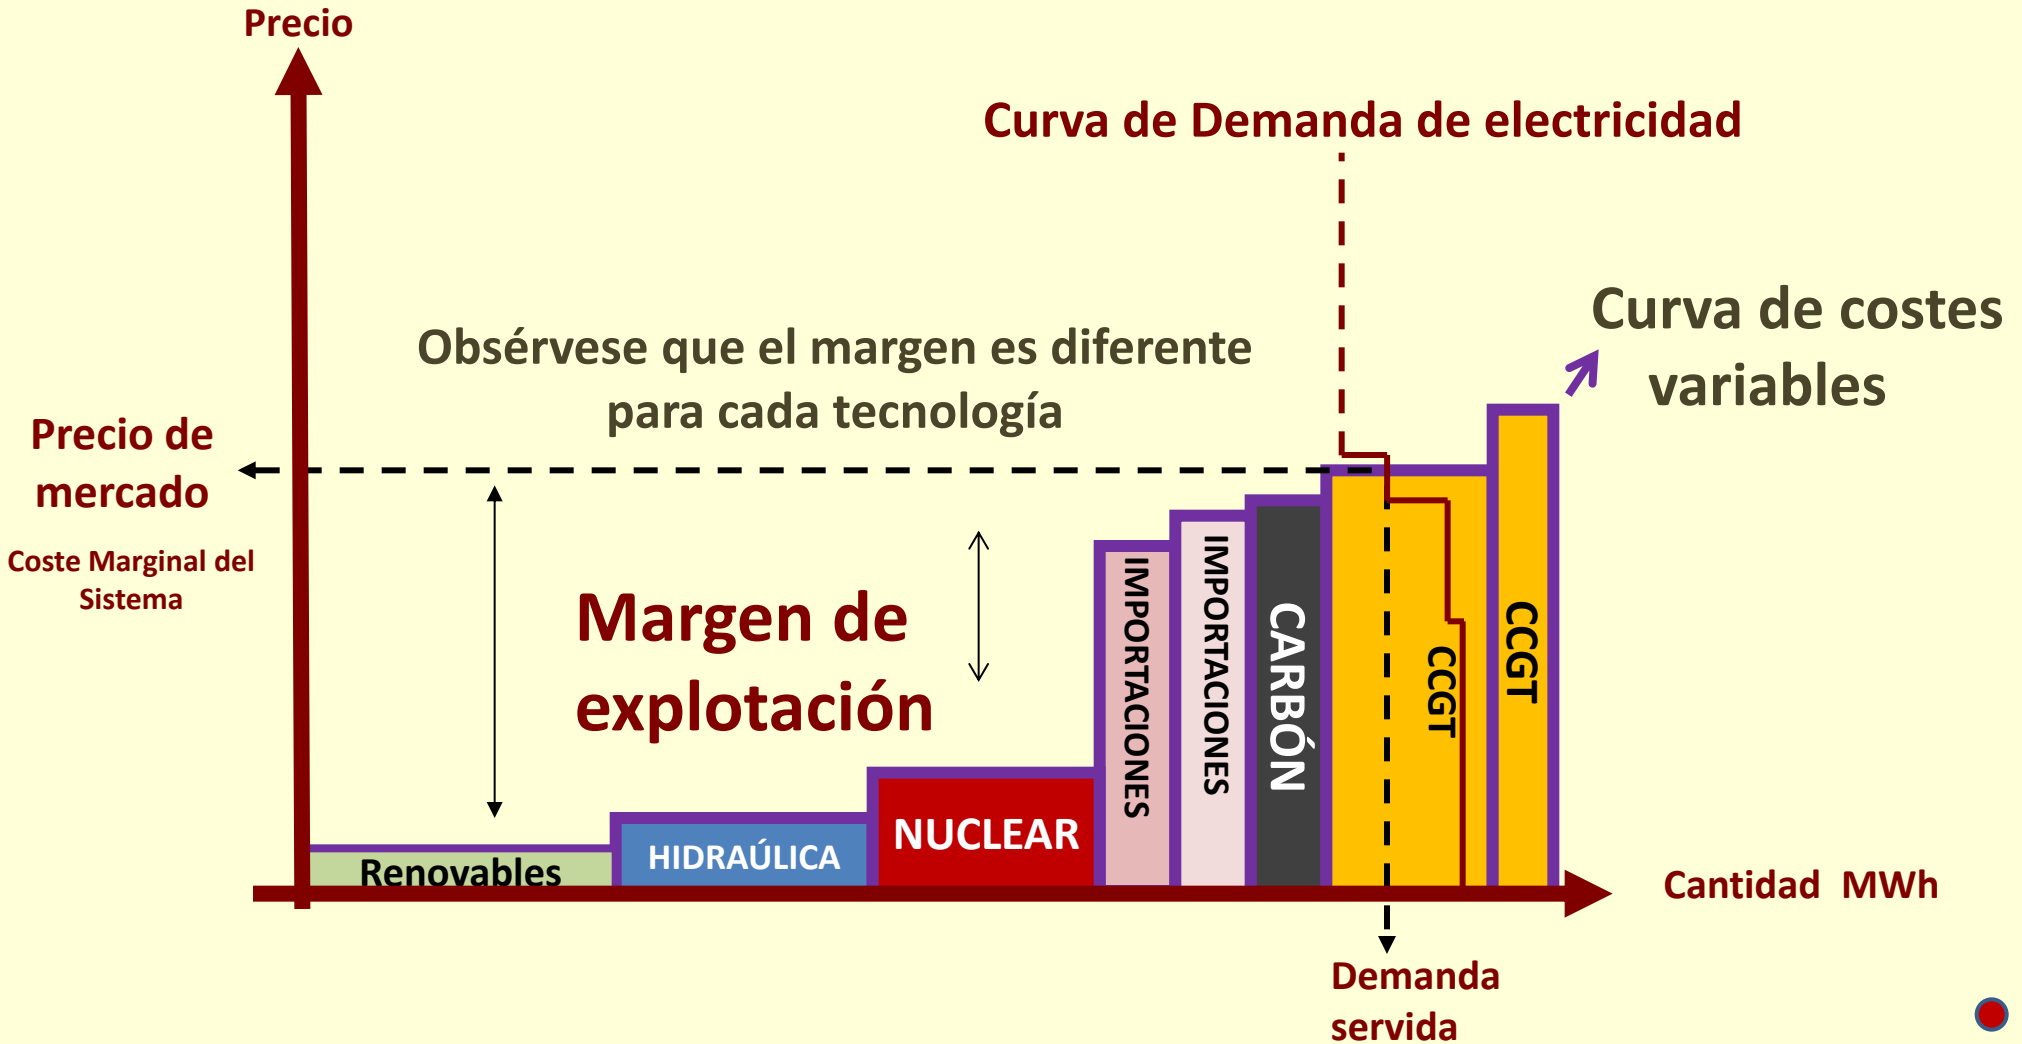 Precio
Curva de Demanda de electricidad
Curva de costes
variables
Obsérvese que el margen es diferente
para cada tecnología
Precio de
mercado
Coste Marginal del
Sistema
Margen de
explotación
Renovables
HIDRAÚLICA
NUCLEAR
IMPORTACIONES
IMPORTACIONES
CARBÓN
CCGT
CCGT
Cantidad MWh
Demanda
servida